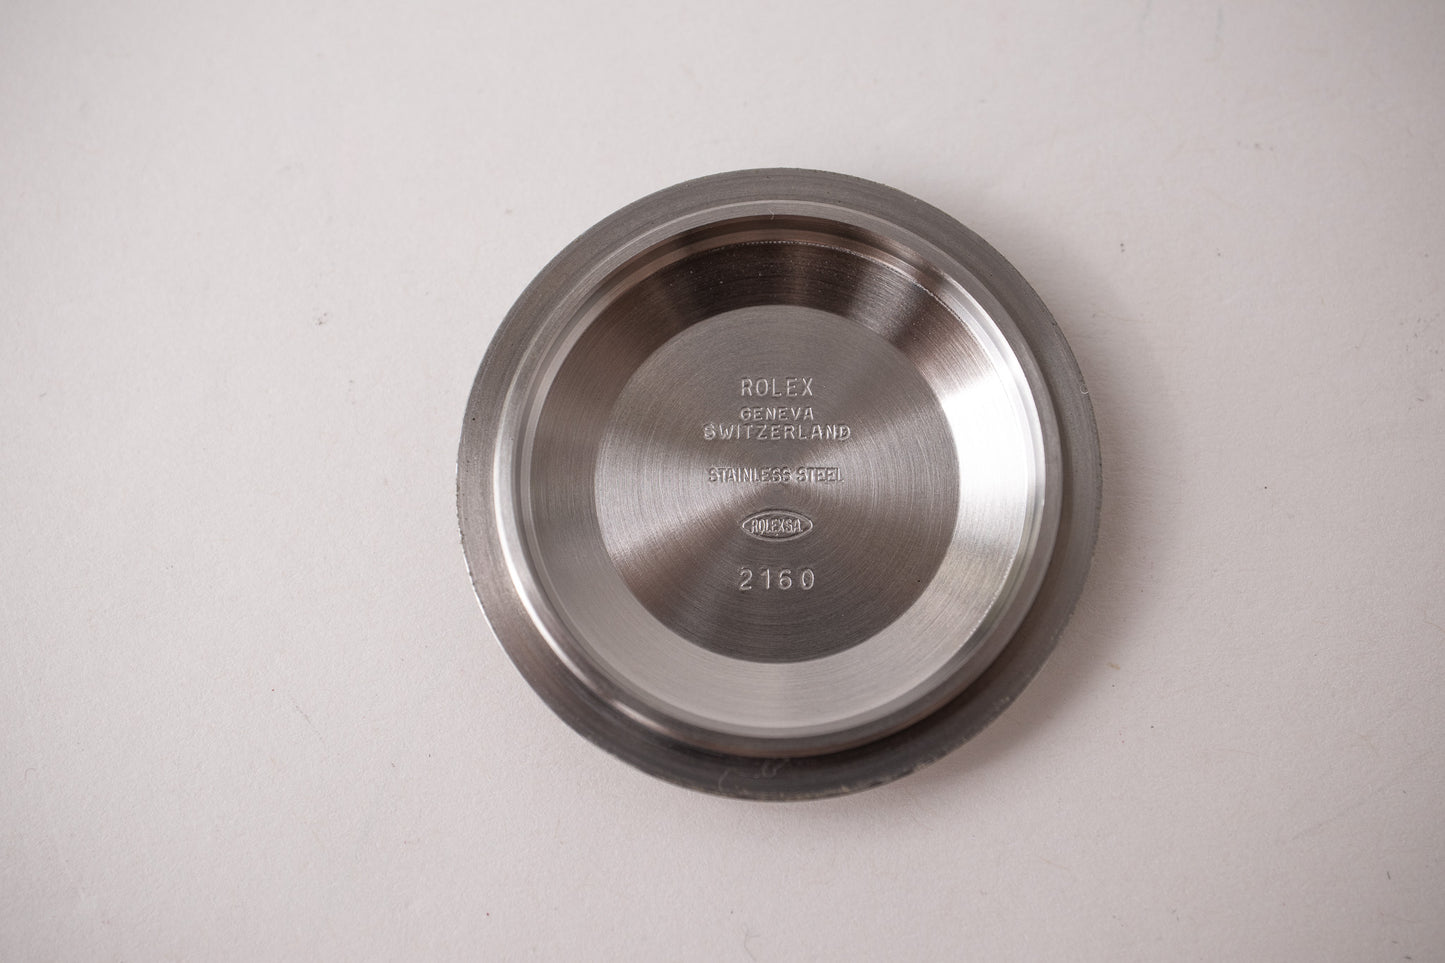 ROLEX
GENEVA
SWITZERLAND
STAINLESS STEEL
ROLEXSA.
2160